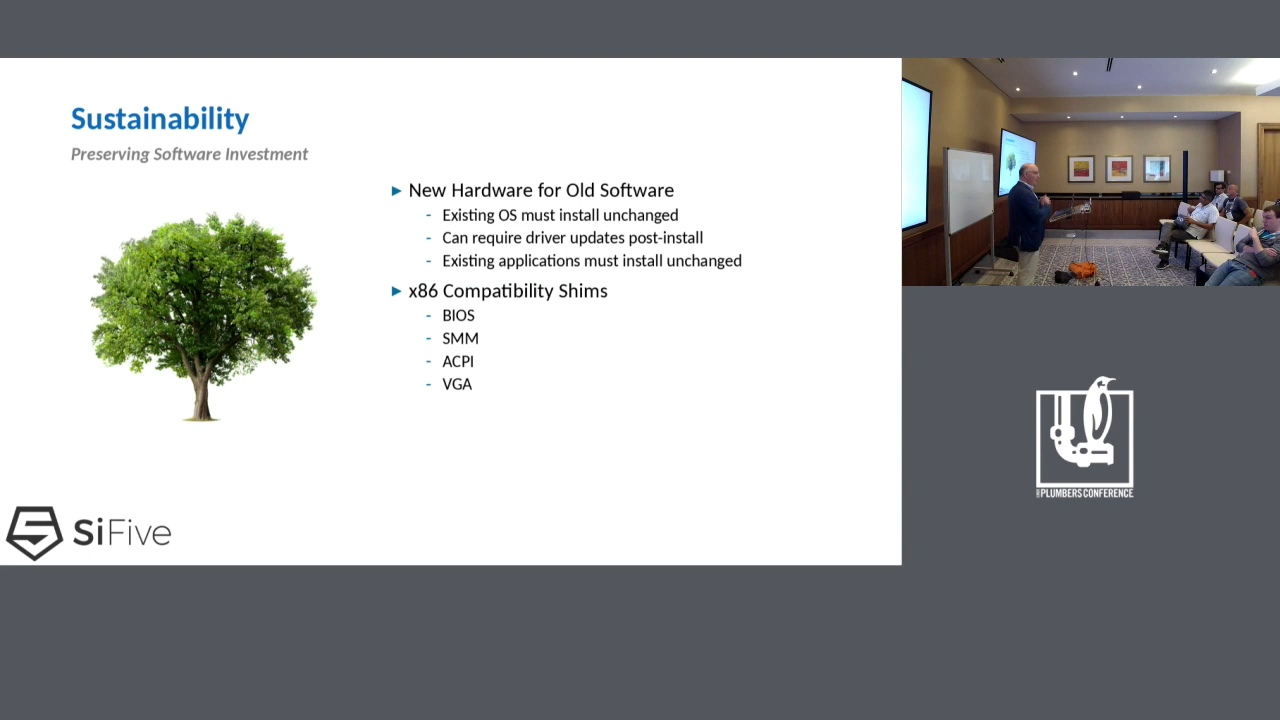 Sustainability
Preserving Software Investment
► New Hardware for Old Software
- Existing OS must install unchanged
- Can require driver updates post-install
- Existing applications must install unchanged
► x86 Compatibility Shims
- BIOS
- SMM
- ACPI
- VGA
SiFive
PLUMBERS CONFERENCE